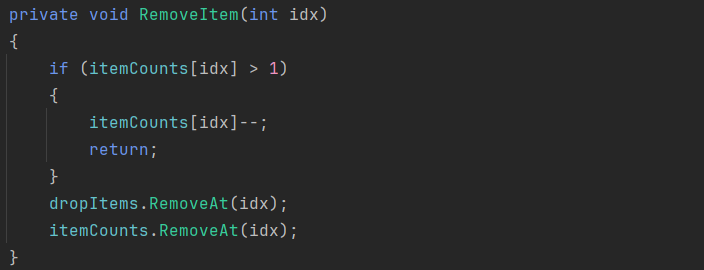 private void RemoveItem(int idx)
{
    if (itemCounts[idx] > 1)
    {
        itemCounts[idx]--;
        return;
    }
    dropItems.RemoveAt(idx);
    itemCounts.RemoveAt(idx);
}